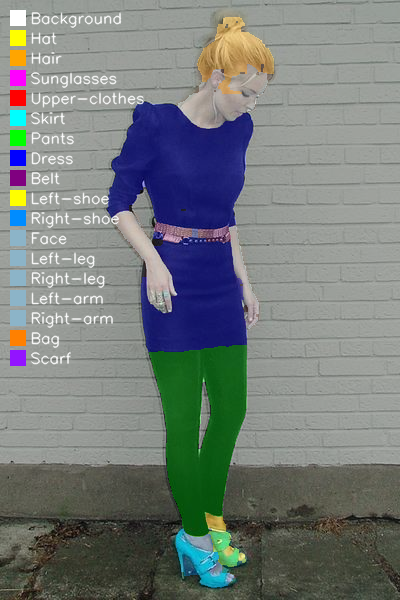 Background
Hat
Hair
Sunglasses
Upper-clothes
Skirt
Pants
Dress
Belt
Left-shoe
Right-shoe
Face
Left-leg
Right-leg
Left-arm
Right-arm
Bag
Scarf